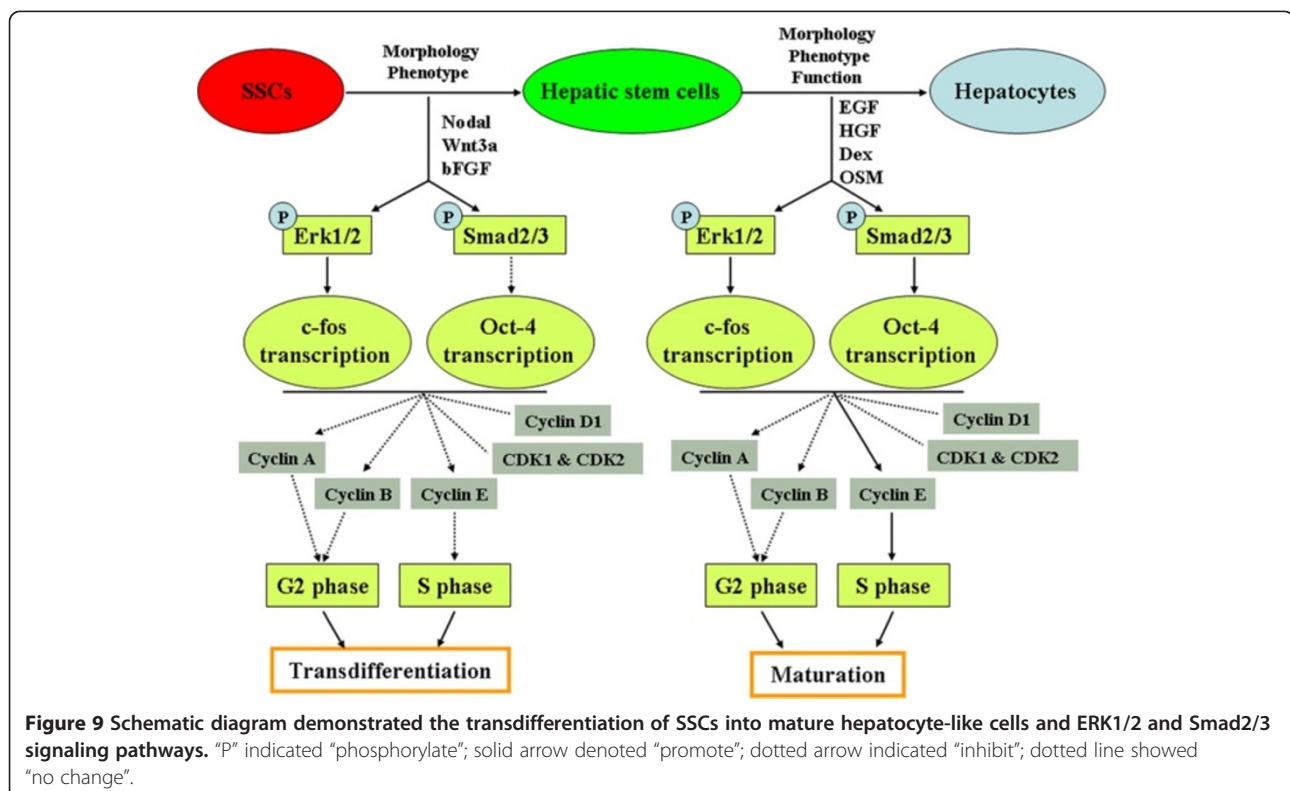 Morphology
Phenotype
Morphology
Phenotype
Function
SSCs
Hepatic stem cells
Hepatocytes
Nodal
Wnt3a
bFGF
EGF
HGF
Dex
OSM
P
Erk1/2
P
Smad2/3
P
Erk1/2
P
Smad2/3
c-fos
transcription
Oct-4
transcription
c-fos
transcription
Oct-4
transcription
Cyclin D1
CDK1 & CDK2
Cyclin A
Cyclin B
Cyclin E
Cyclin D1
CDK1 & CDK2
Cyclin A
Cyclin B
Cyclin E
G2 phase
S phase
G2 phase
S phase
Transdifferentiation
Maturation
Figure 9 Schematic diagram demonstrated the transdifferentiation of SSCs into mature hepatocyte-like cells and ERK1/2 and Smad2/3
signaling pathways. “P” indicated “phosphorylate”; solid arrow denoted “promote”; dotted arrow indicated “inhibit”; dotted line showed
“no change”.